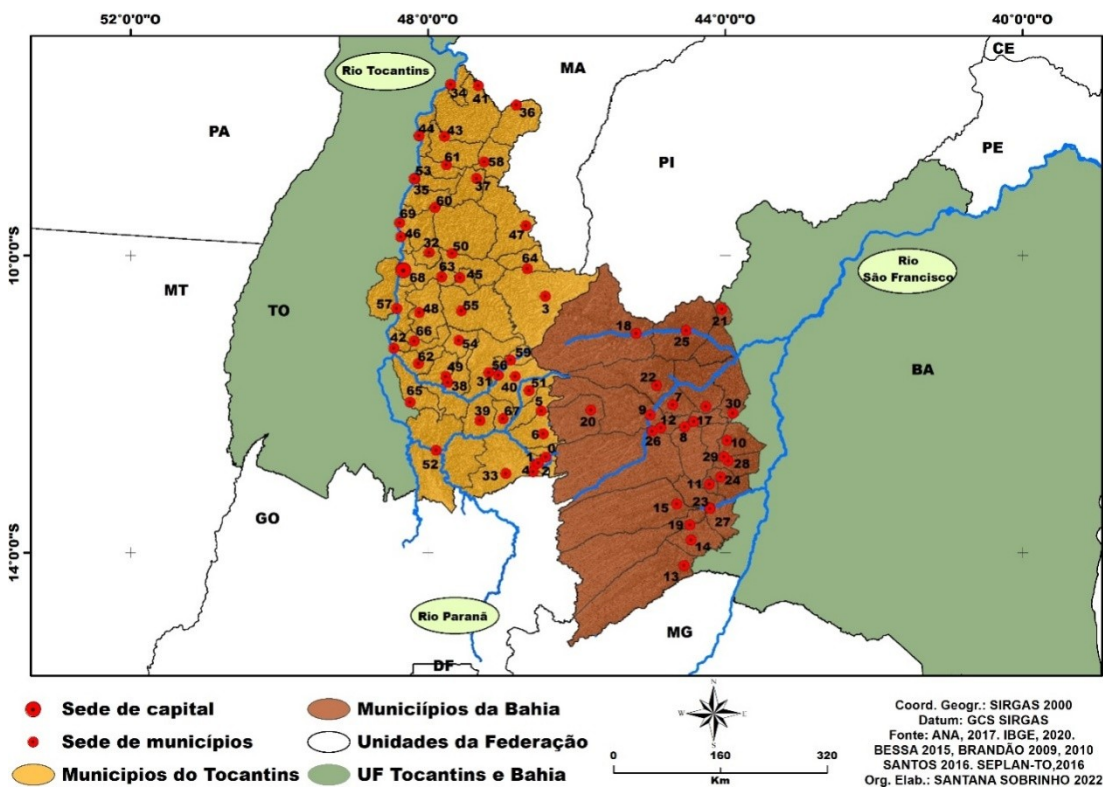 52°0'0"O 48°0'0"O 44°0'0"O 40°0'0"O
CE
Rio Tocantins
MA
34 41
36
PA
44 43
PE
61 58
PI
53 37
35
60
69
47
46
10°0'0"S
32 50
64
Rio
São Francisco
68 63 45
MT
TO
3
57 48 55
21
18 25
66 54
42
59
BA
62 49 56
31 40
38 51
22
65
5
7 30
39 67
20
9 12 17
6
26 8
52
0
10
1
29 28
33 4 2
24
11
GO
15 23
27
19
14
14°0'0"S
13
Rio Paranã
MG
DF
N
W E
S
Sede de capital
Sede de municípios
Municipios do Tocantins
Municiípios da Bahia
Unidades da Federação
UF Tocantins e Bahia
0 160 320
Km
Coord. Geogr.: SIRGAS 2000
Datum: GCS SIRGAS
Fonte: ANA, 2017. IBGE, 2020.
BESSA 2015, BRANDÃO 2009, 2010
SANTOS 2016. SEPLAN-TO,2016
Org. Elab.: SANTANA SOBRINHO 2022